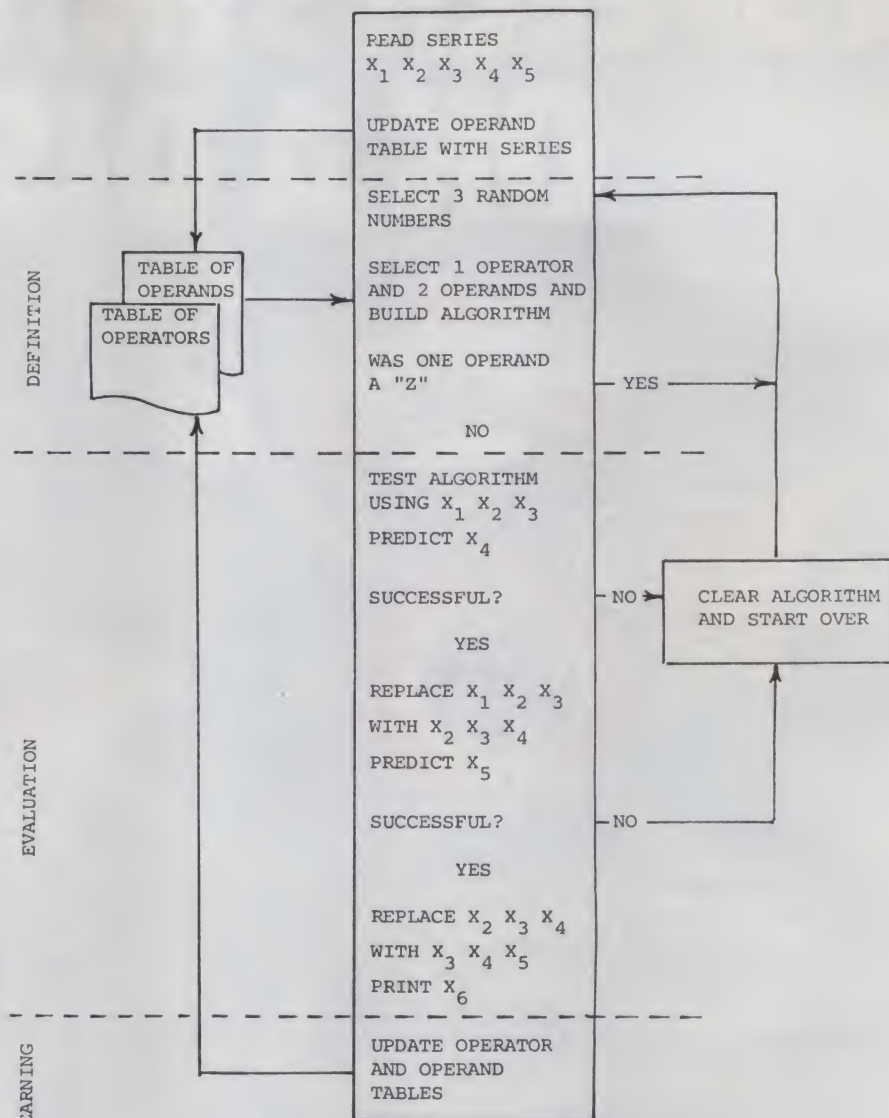 READ SERIES
X1 X2 X3 X4 X5
UPDATE OPERAND
TABLE WITH SERIES
DEFINITION
SELECT 3 RANDOM
NUMBERS
TABLE OF
OPERANDS
TABLE OF
OPERATORS
SELECT 1 OPERATOR
AND 2 OPERANDS AND
BUILD ALGORITHM
WAS ONE OPERAND
A "Z"
YES
NO
EVALUATION
TEST ALGORITHM
USING X1 X2 X3
PREDICT X4
SUCCESSFUL?
NO
CLEAR ALGORITHM
AND START OVER
YES
REPLACE X1 X2 X3
WITH X2 X3 X4
PREDICT X5
SUCCESSFUL?
NO
YES
REPLACE X2 X3 X4
WITH X3 X4 X5
PRINT X6
EARNING
UPDATE OPERATOR
AND OPERAND
TABLES